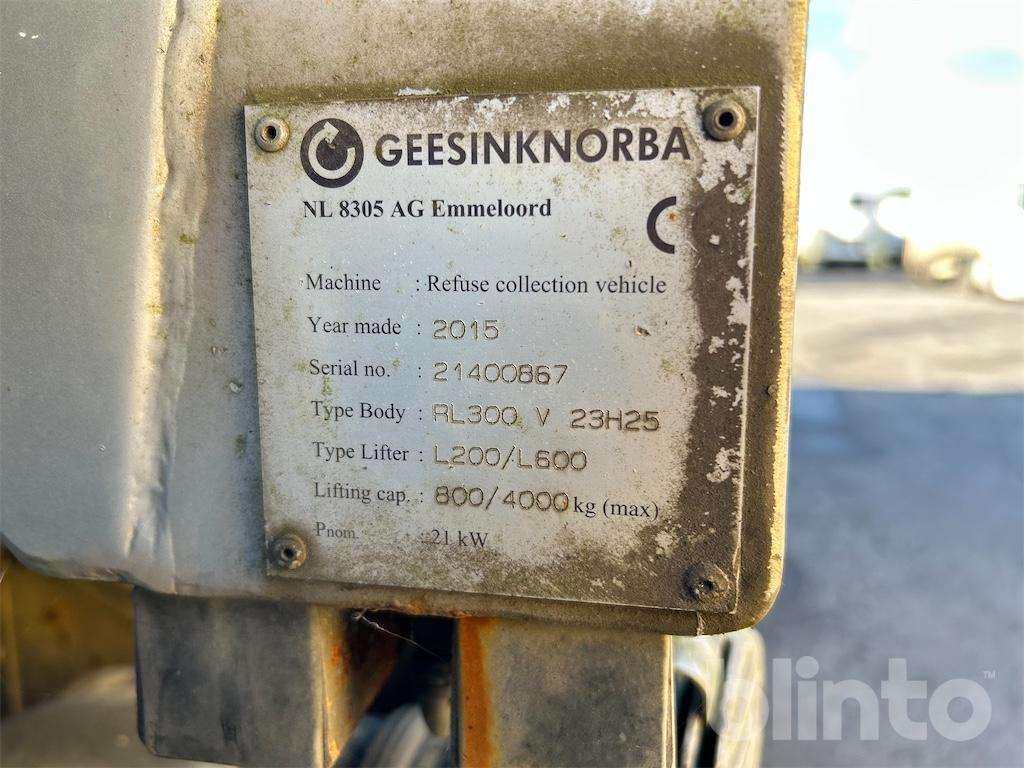 GEESINKNORBA
NL 8305 AG Emmeloord
Machine : Refuse collection vehicle
Year made : 2015
Serial no. : 21400867
Type Body : RL300 V 23H25
Type Lifter : L200/L600
Lifting cap. : 800/4000 kg (max)
Pnom. : 21 kW
blinto™